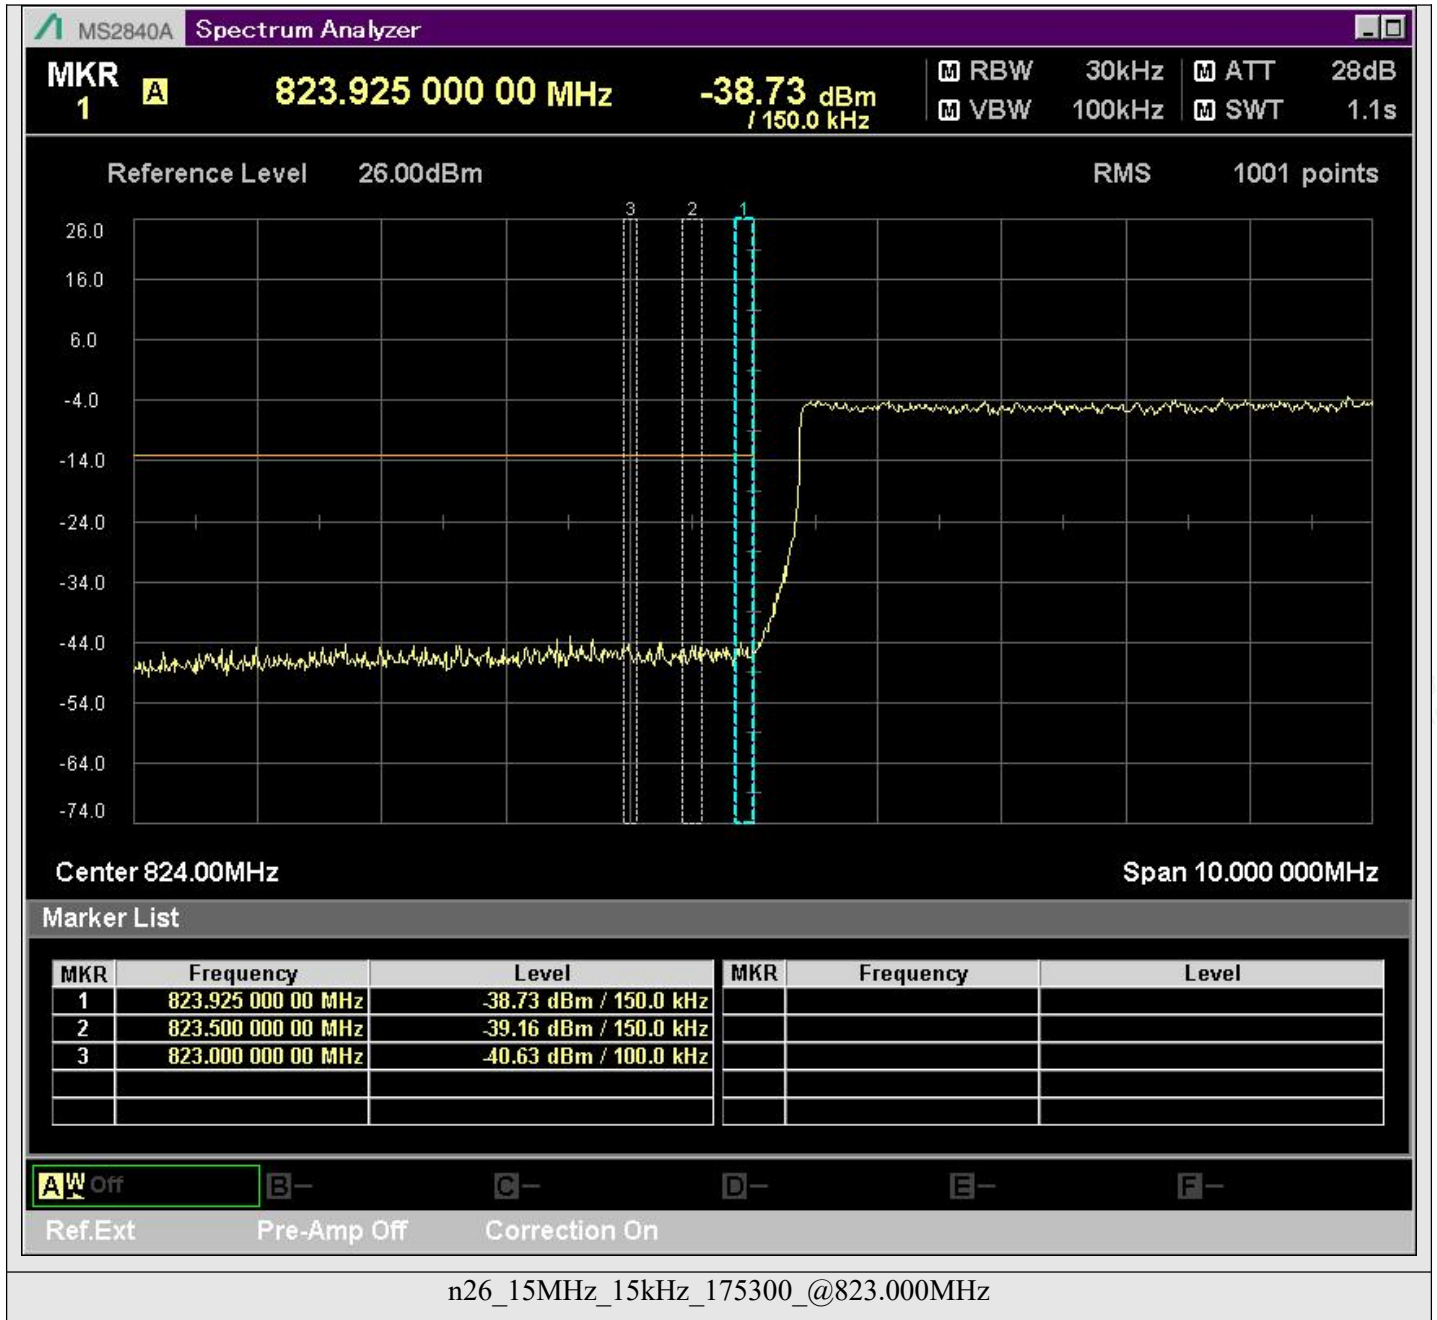 MS2840A Spectrum Analyzer
MKR 1 A 823.925 000 00 MHz -38.73 dBm / 150.0 kHz
M RBW 30kHz M ATT 28dB
M VBW 100kHz M SWT 1.1s
Reference Level 26.00dBm RMS 1001 points
3 2 1
26.0
16.0
6.0
-4.0
-14.0
-24.0
-34.0
-44.0
-54.0
-64.0
-74.0
Center 824.00MHz Span 10.000 000MHz
Marker List
MKR Frequency Level MKR Frequency Level
1 823.925 000 00 MHz -38.73 dBm / 150.0 kHz
2 823.500 000 00 MHz -39.16 dBm / 150.0 kHz
3 823.000 000 00 MHz -40.63 dBm / 100.0 kHz
A W Off B- C- D- E- F-
Ref.Ext Pre-Amp Off Correction On
n26_15MHz_15kHz_175300_@823.000MHz